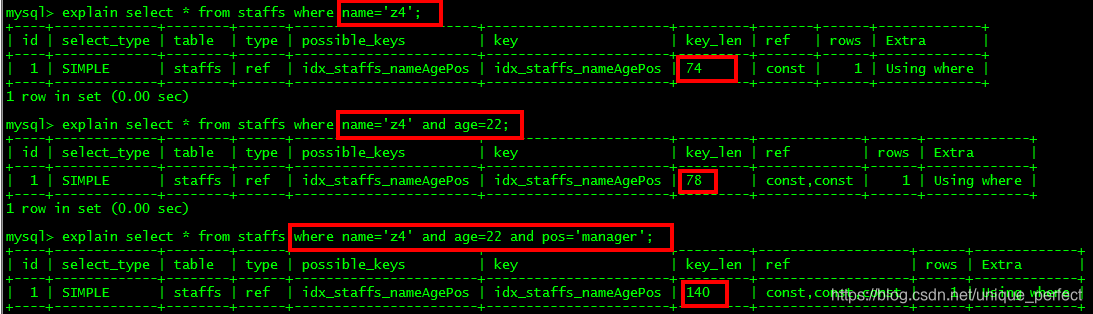 mysql> explain select * from staffs where name='z4';
| id | select_type | table | type | possible_keys | key | key_len | ref | rows | Extra |
| 1 | SIMPLE | staffs | ref | idx_staffs_nameAgePos | idx_staffs_nameAgePos | 74 | const | 1 | Using where |
1 row in set (0.00 sec)
mysql> explain select * from staffs where name='z4' and age=22;
| id | select_type | table | type | possible_keys | key | key_len | ref | rows | Extra |
| 1 | SIMPLE | staffs | ref | idx_staffs_nameAgePos | idx_staffs_nameAgePos | 78 | const,const | 1 | Using where |
1 row in set (0.00 sec)
mysql> explain select * from staffs where name='z4' and age=22 and pos='manager';
| id | select_type | table | type | possible_keys | key | key_len | ref | rows | Extra |
| 1 | SIMPLE | staffs | ref | idx_staffs_nameAgePos | idx_staffs_nameAgePos | 140 | const,const,const | 1 | Using where |
https://blog.csdn.net/unique_perfect